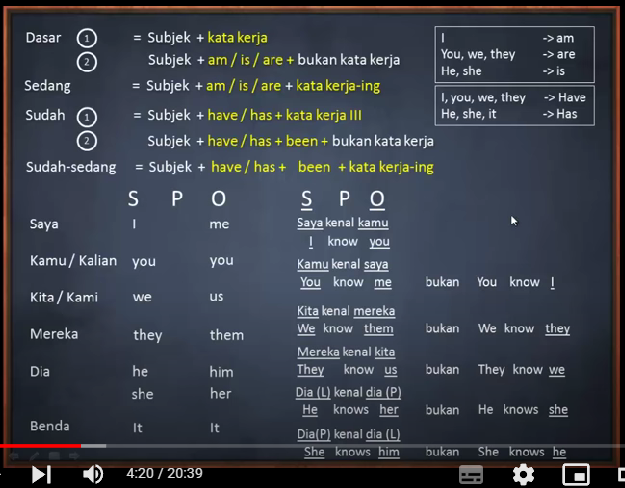 Dasar 1 = Subjek + kata kerja
2 Subjek + am / is / are + bukan kata kerja
Sedang = Subjek + am / is / are + kata kerja-ing
Sudah 1 = Subjek + have / has + kata kerja III
2 Subjek + have / has + been + bukan kata kerja
Sudah-sedang = Subjek + have / has + been + kata kerja-ing
I -> am
You, we, they -> are
He, she -> is
I, you, we, they -> Have
He, she, it -> Has
S P O
Saya I me
Kamu / Kalian you you
Kita / Kami we us
Mereka they them
Dia he him
she her
Benda It It
S P O
Saya kenal kamu
I know you
Kamu kenal saya
You know me bukan You know I
Kita kenal mereka
We know them bukan We know they
Mereka kenal kita
They know us bukan They know we
Dia (L) kenal dia (P)
He knows her bukan He knows she
Dia(P) kenal dia (L)
She knows him bukan She knows he
4:20 / 20:39